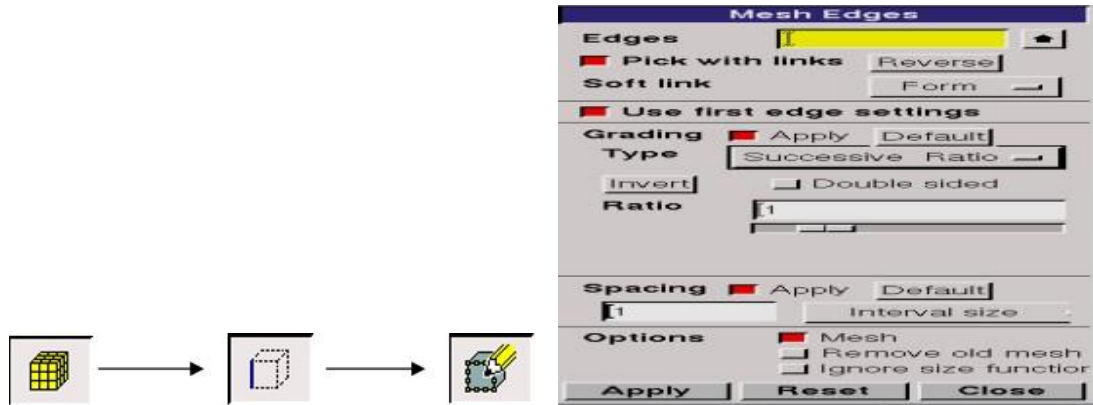 Mesh Edges
Edges
Pick with links Reverse
Soft link Form
Use first edge settings
Grading Apply Default
Type Successive Ratio
Invert Double sided
Ratio 1
Spacing Apply Default
1 Interval size
Options Mesh
Remove old mesh
Ignore size function
Apply Reset Close